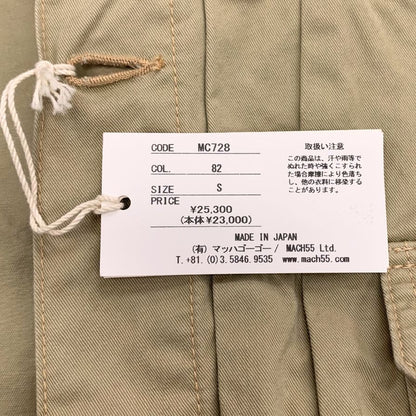 CODE MC728
COL. 82
SIZE S
PRICE
¥25,300
(本体¥23,000)
取扱い注意
この商品は、汗や雨等で
ぬれた時や強くこすられ
た場合摩擦により色落ち
し、他の衣料に移染する
ことがあります。
MADE IN JAPAN
(有)マッハゴーゴー/ MACH55 Ltd.
T.+81.(0)3.5846.9535 www.mach55.com